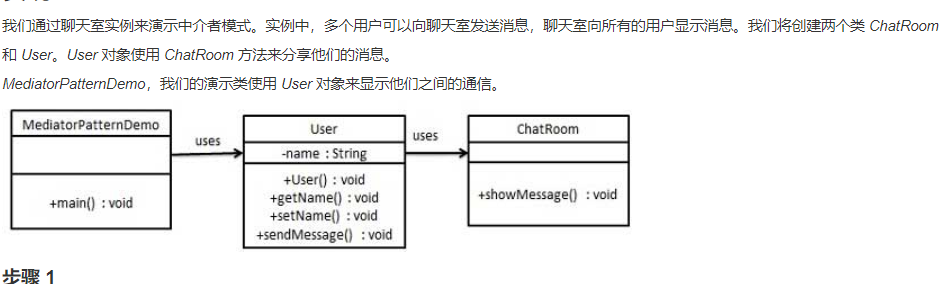 我们通过聊天室实例来演示中介者模式。实例中，多个用户可以向聊天室发送消息，聊天室向所有的用户显示消息。我们将创建两个类 ChatRoom
和 User。User 对象使用 ChatRoom 方法来分享他们的消息。
MediatorPatternDemo，我们的演示类使用 User 对象来显示他们之间的通信。
MediatorPatternDemo
+main() : void
uses
User
-name : String
+User() : void
+getName() : void
+setName() : void
+sendMessage() : void
uses
ChatRoom
+showMessage() : void
步骤 1